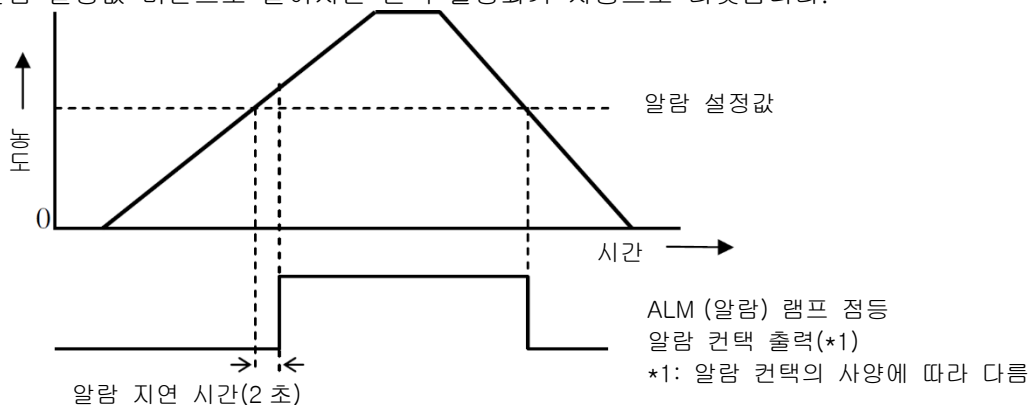 알람 설정값
농도
0
시간
ALM (알람) 램프 점등
알람 컨택 출력(*1)
*1: 알람 컨택의 사양에 따라 다름
알람 지연 시간(2 초)